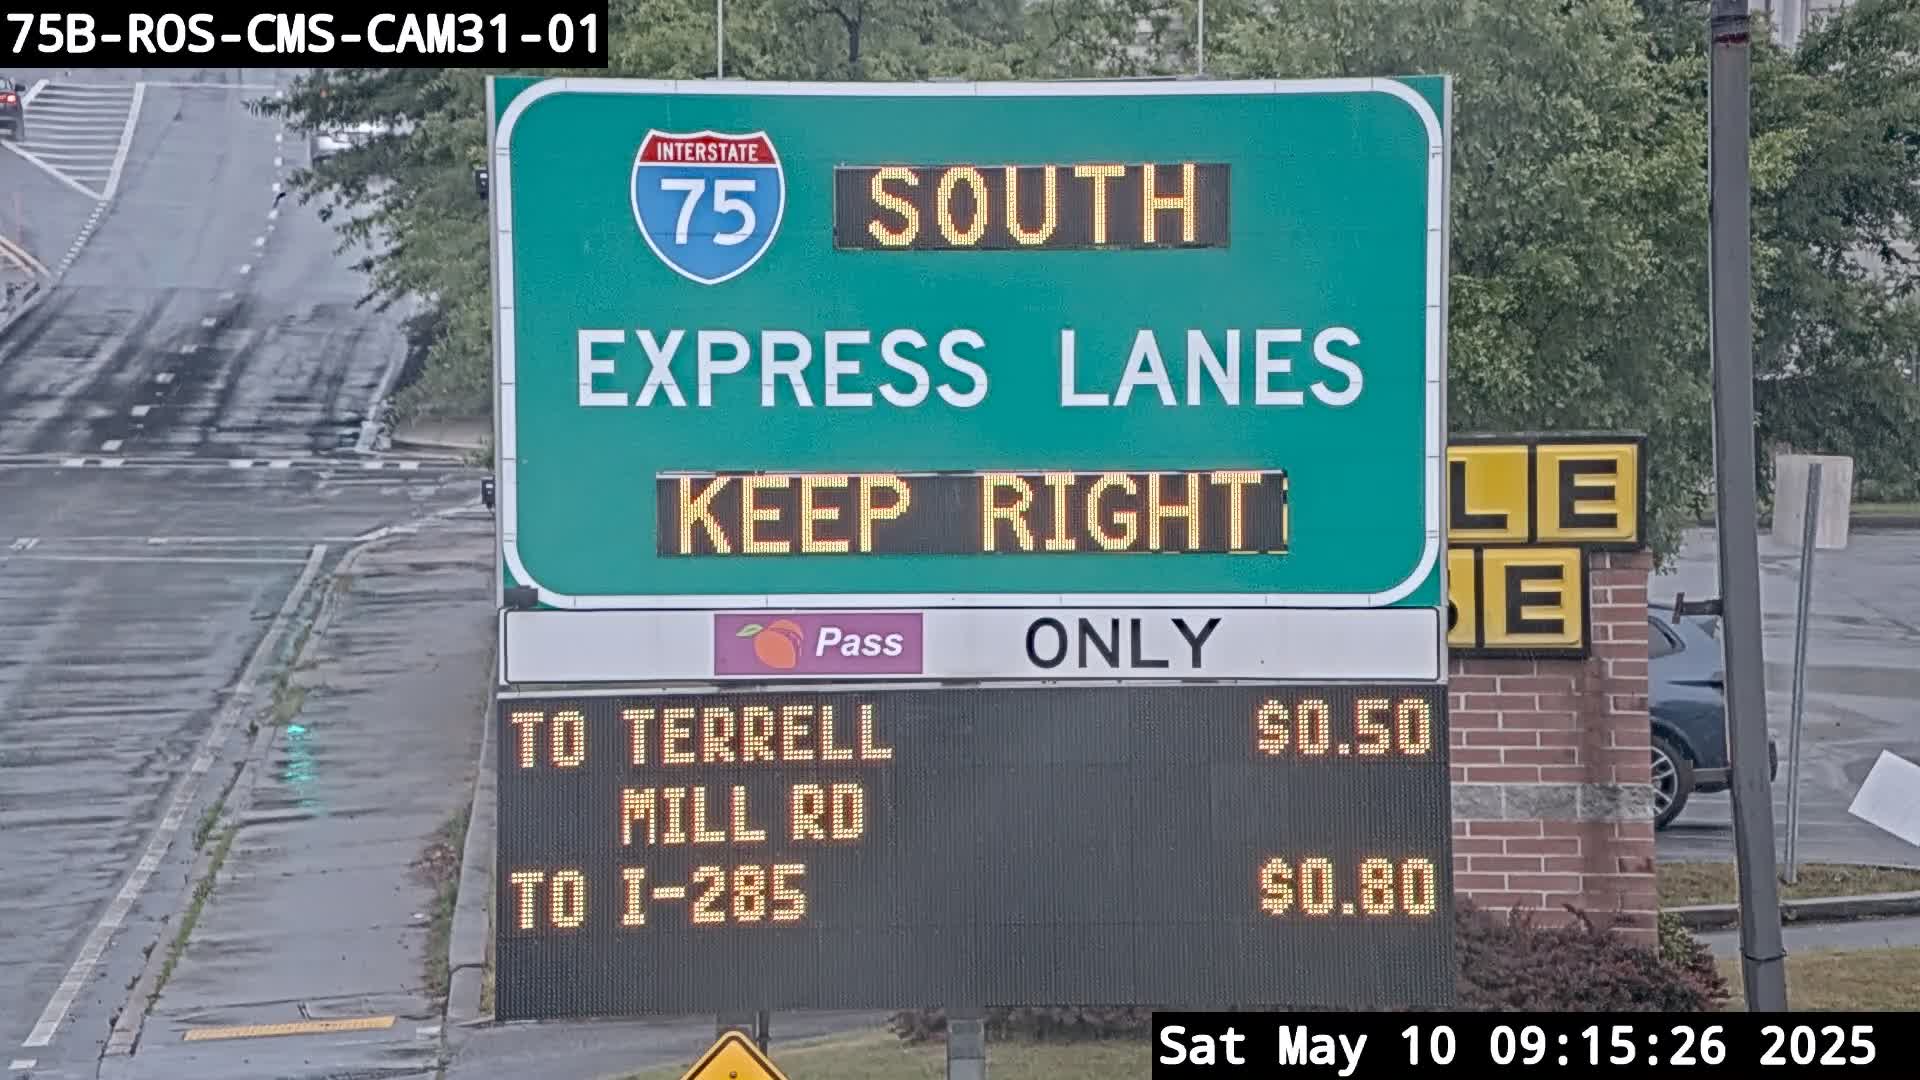 75B-ROS-CMS-CAM31-01
INTERSTATE
75
SOUTH
EXPRESS LANES
KEEP RIGHT
Pass ONLY
TO TERRELL $0.50
MILL RD
TO I-285 $0.80
LE
E
Sat May 10 09:15:26 2025